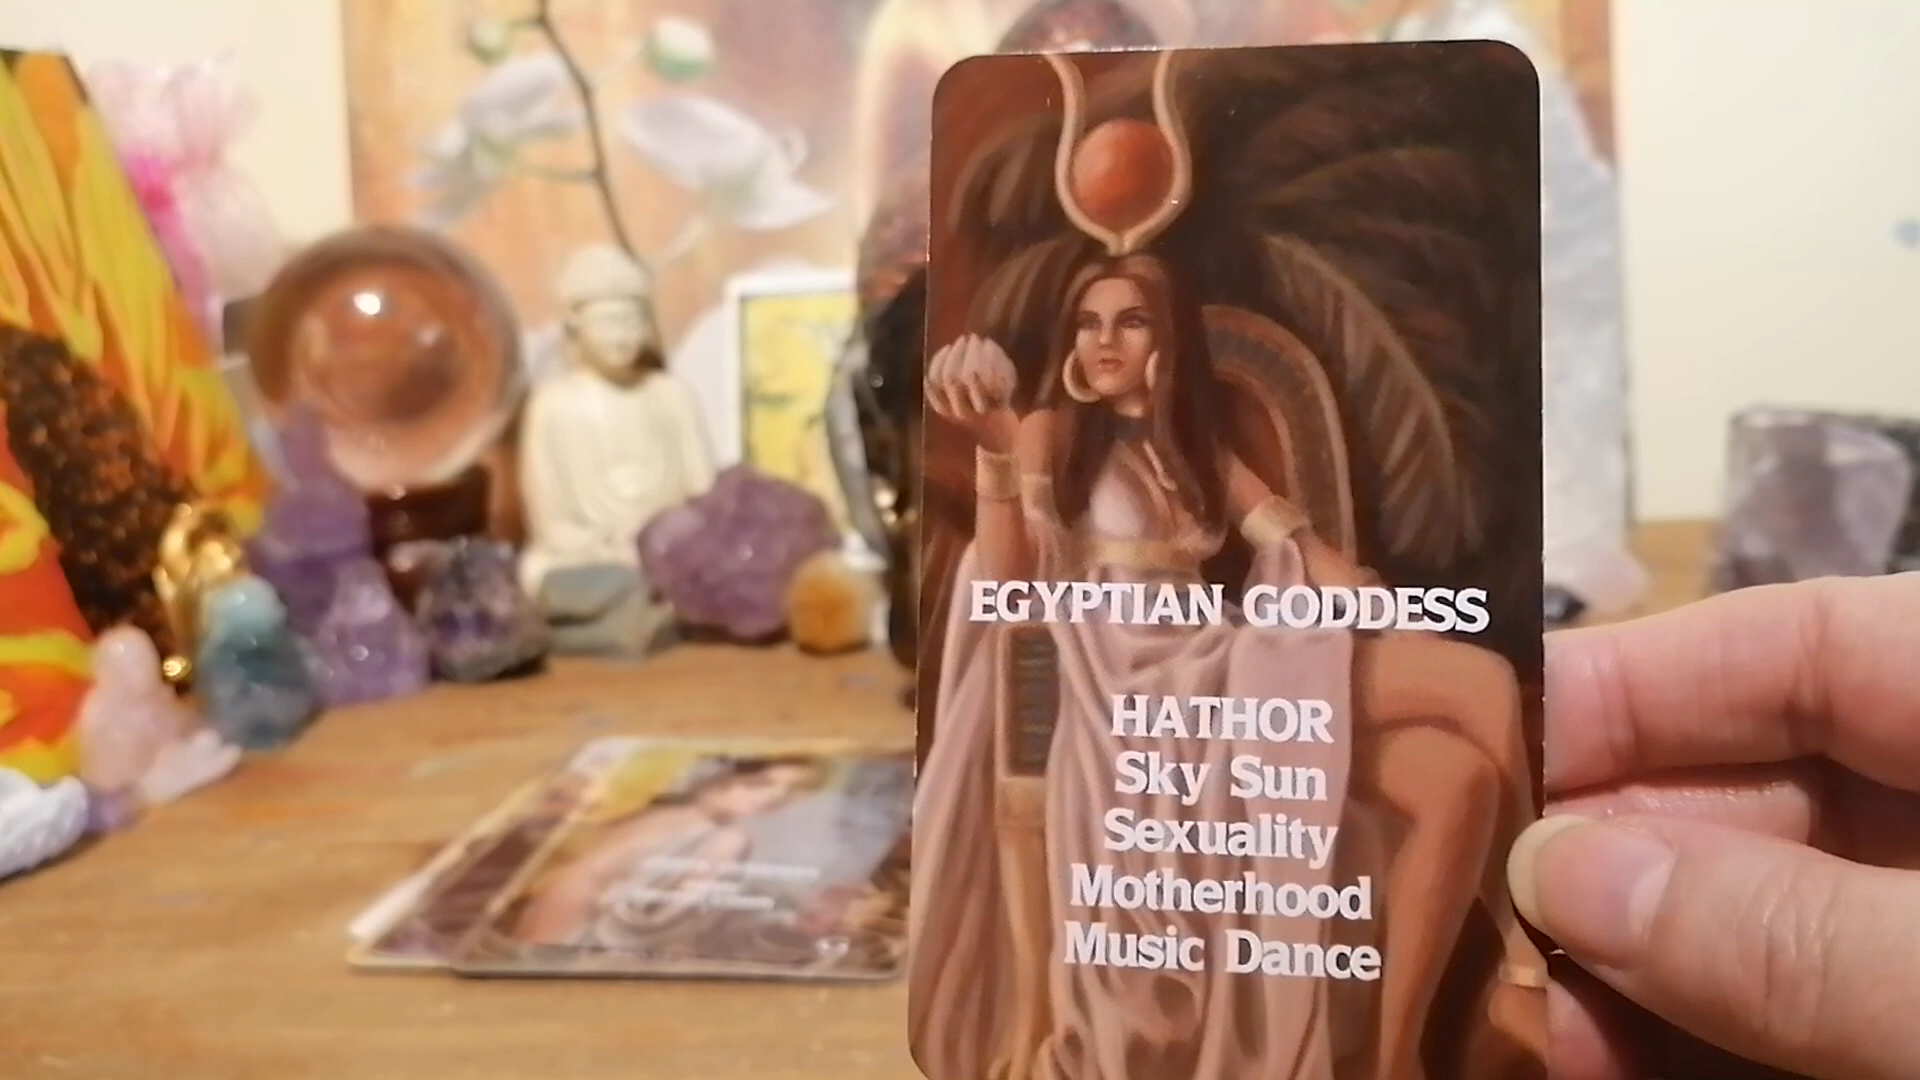 EGYPTIAN GODDESS
HATHOR
Sky Sun
Sexuality
Motherhood
Music Dance